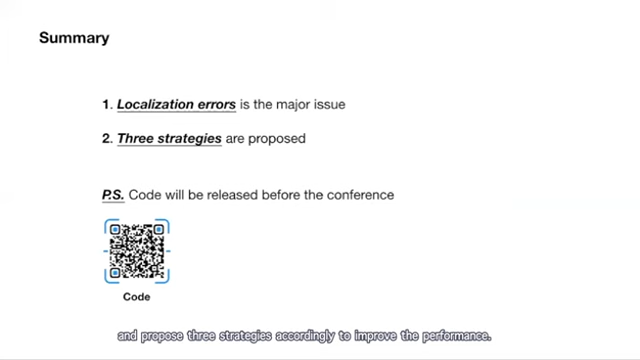 Summary
1. Localization errors is the major issue
2. Three strategies are proposed
P.S. Code will be released before the conference
Code
and propose three strategies accordingly to improve the performance.